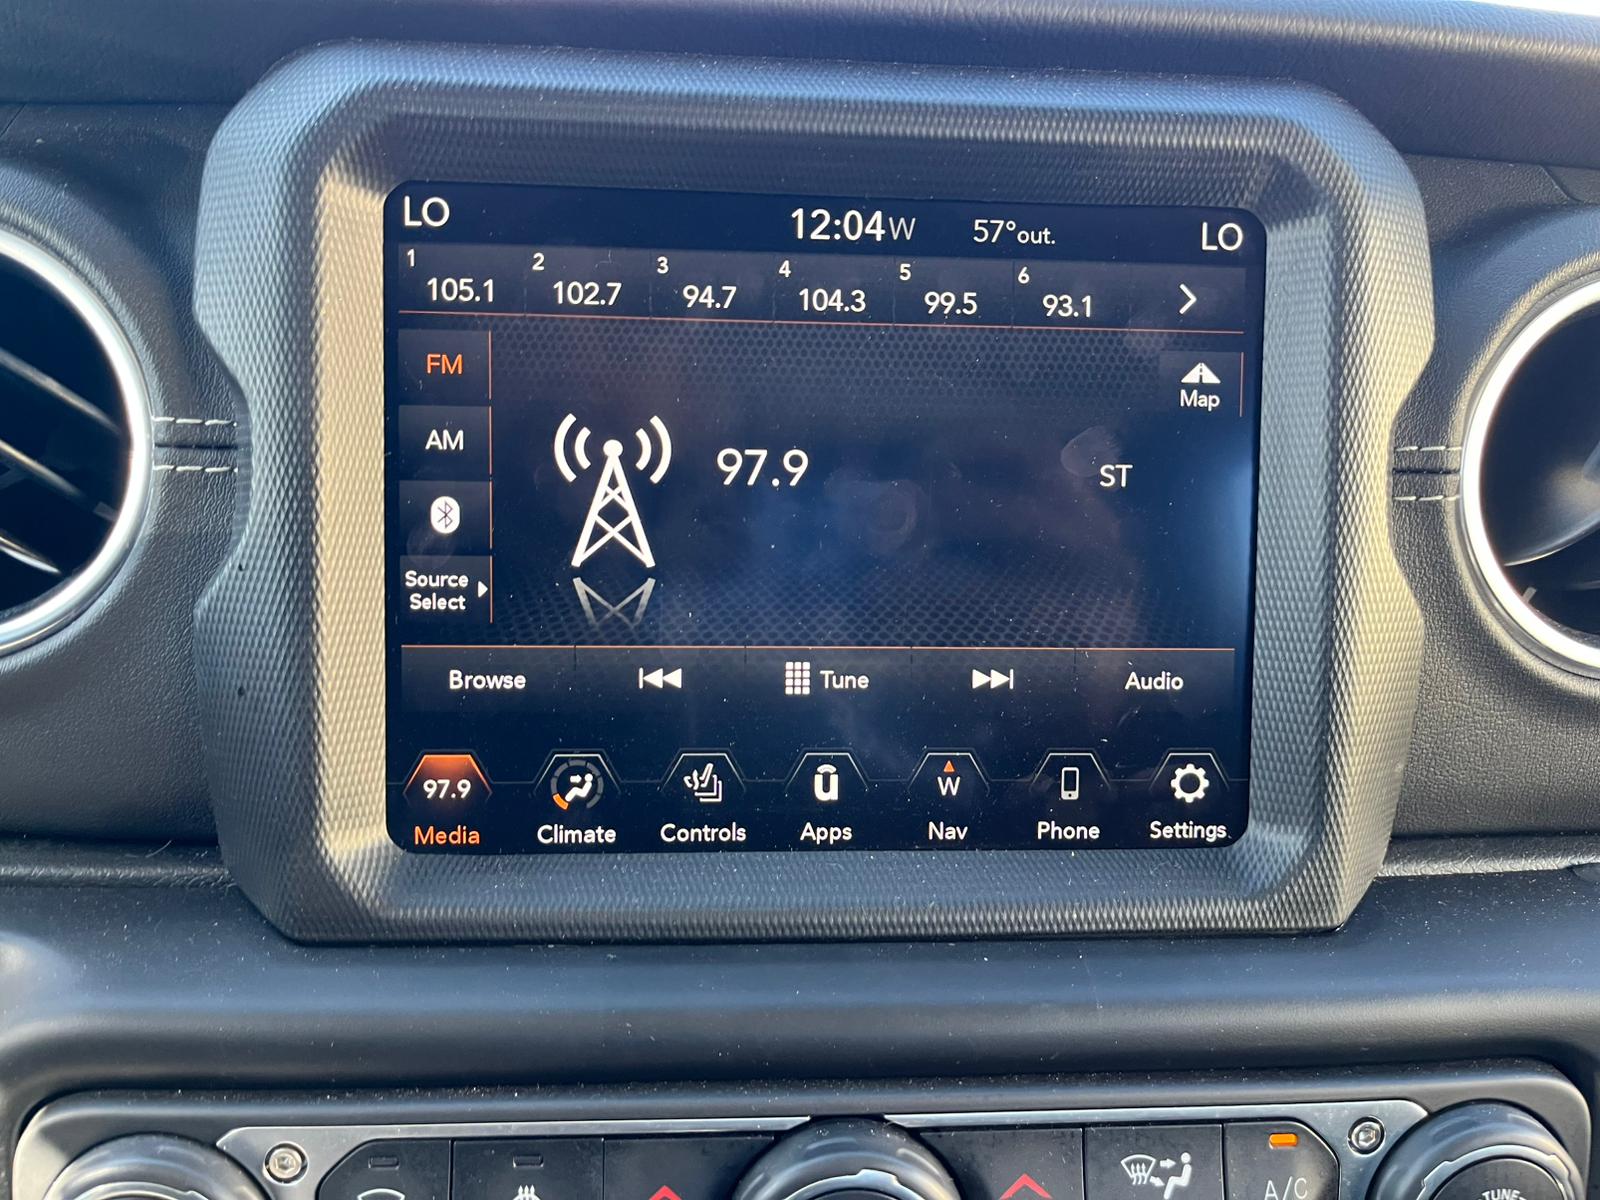 LO 12:04 W 57° out. LO
1 105.1 2 102.7 3 94.7 4 104.3 5 99.5 6 93.1
FM
Map
AM
97.9 ST
Source
Select
Browse Tune Audio
97.9 W
Media Climate Controls Apps Nav Phone Settings
A/C
TUNE